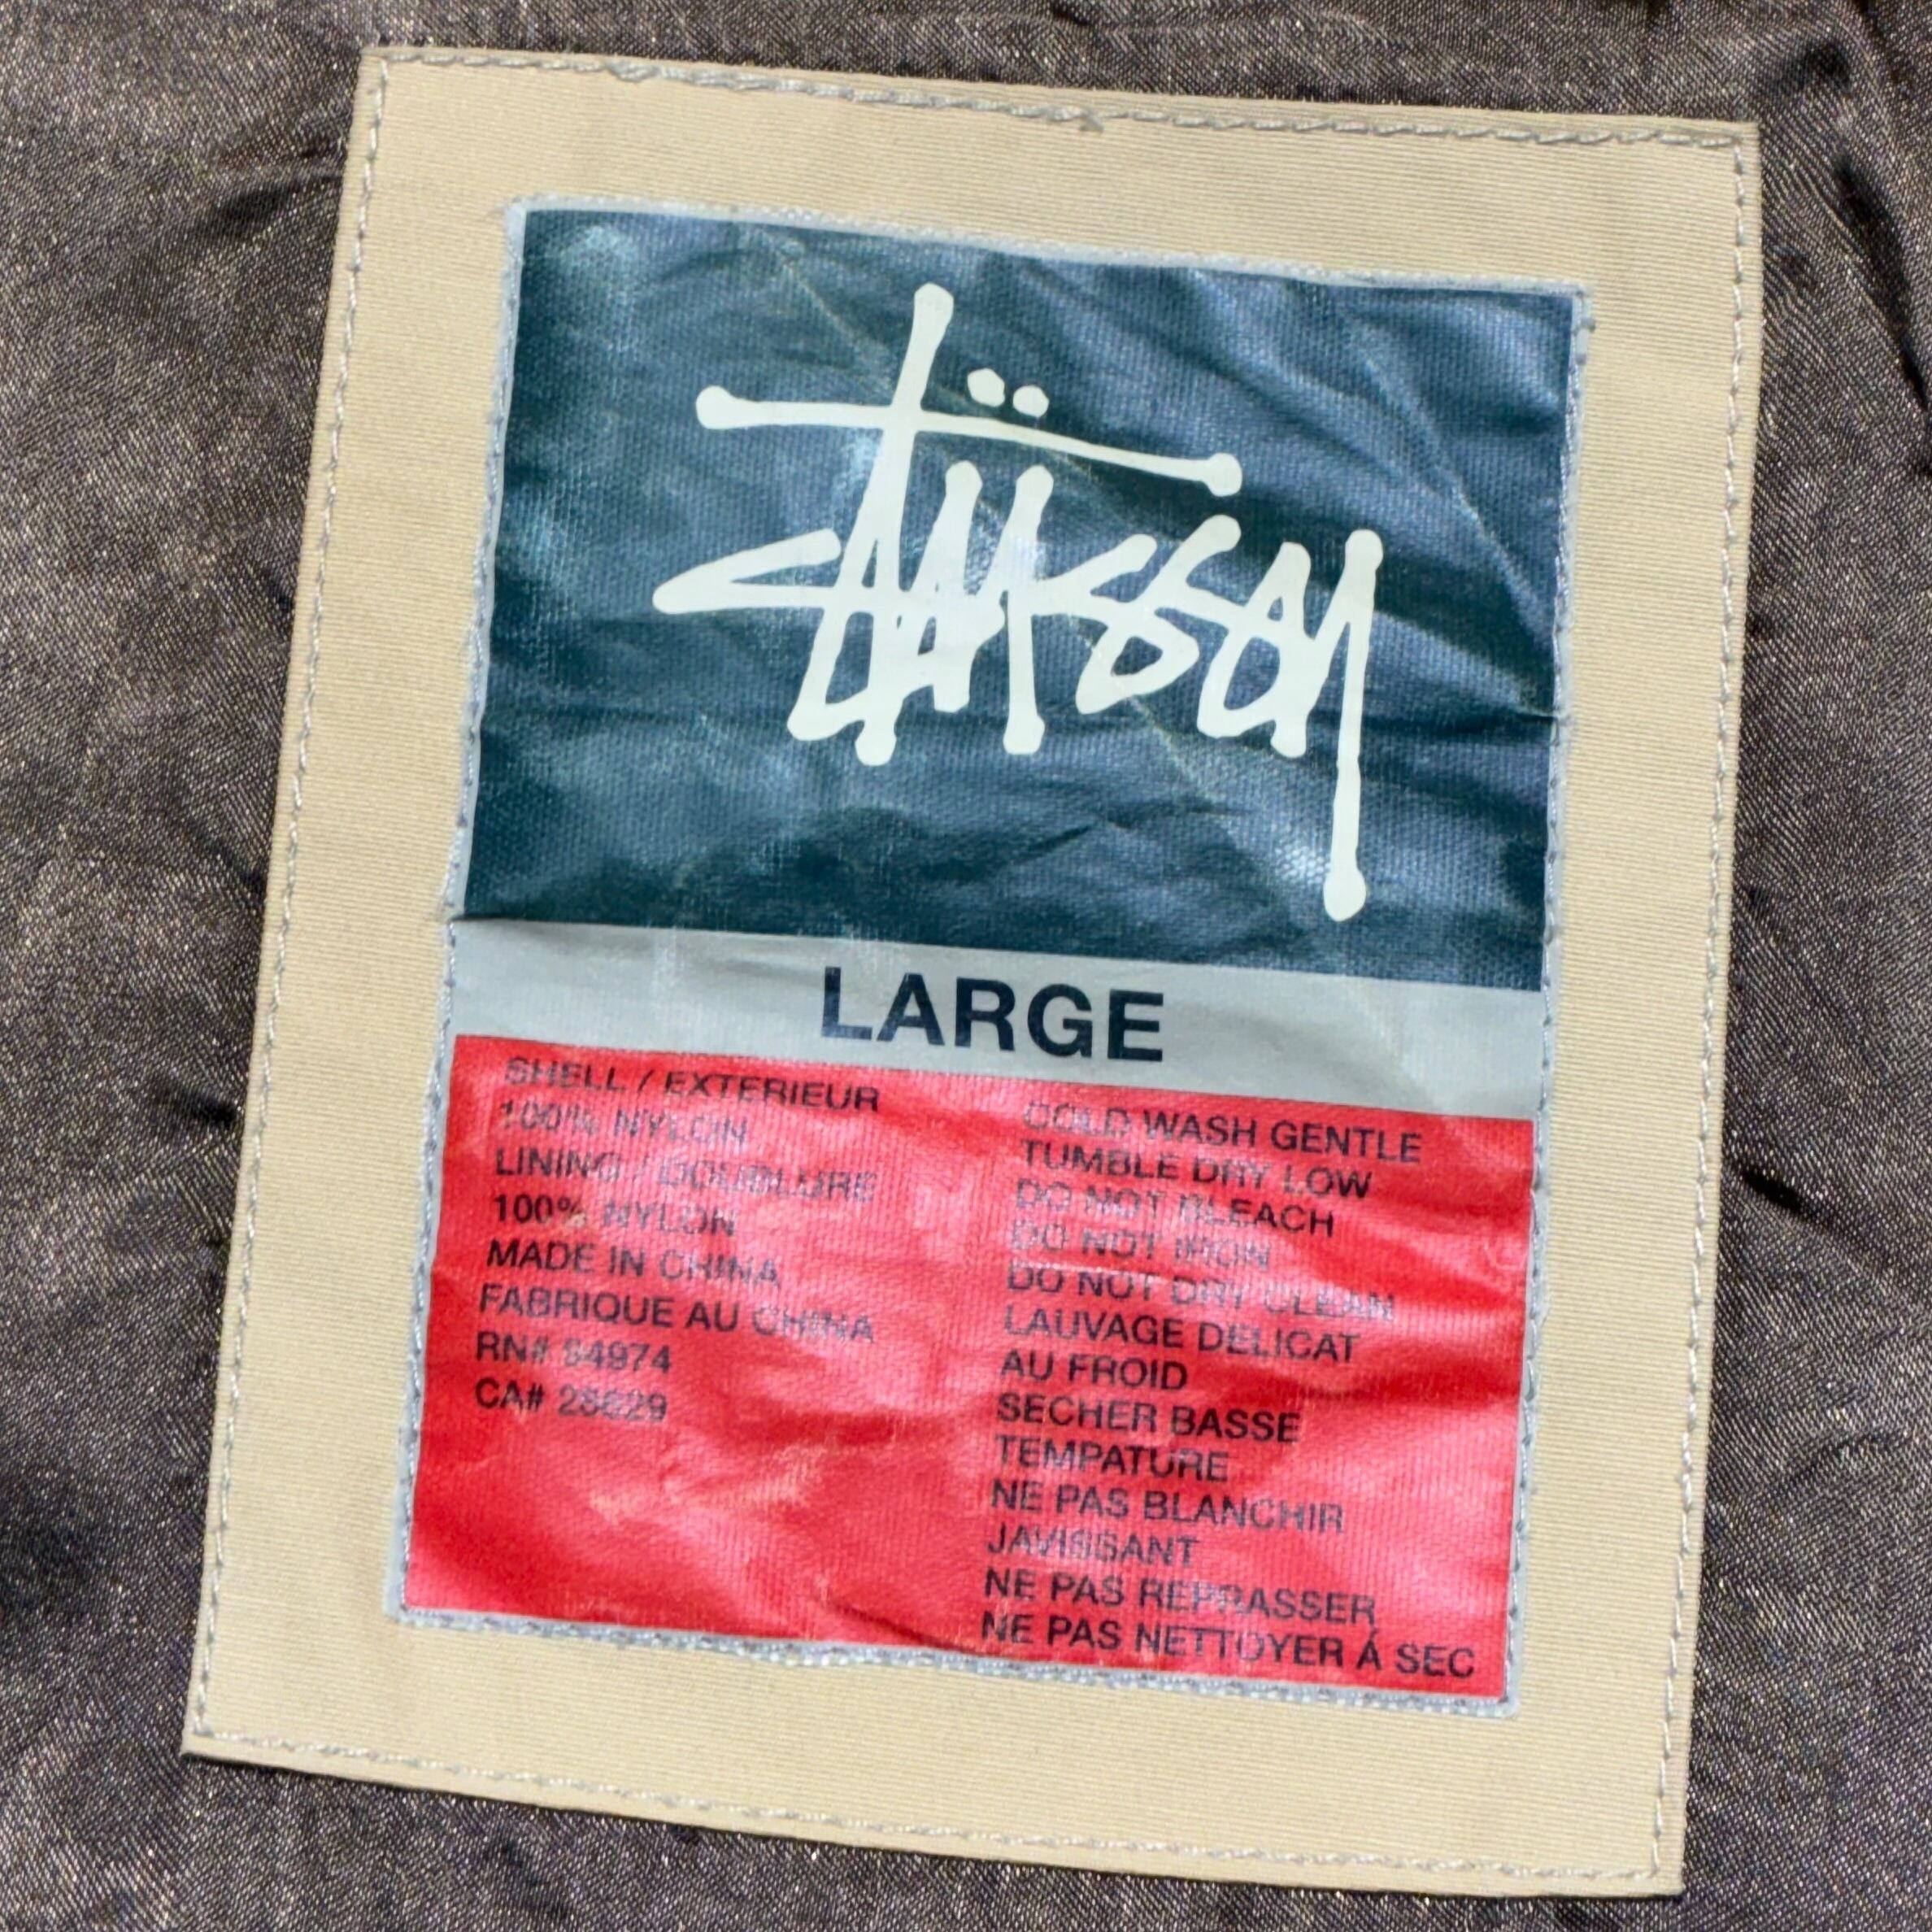 Stüssy
LARGE
SHELL / EXTERIEUR
100% NYLON
LINING / DOUBLURE
100% NYLON
MADE IN CHINA
FABRIQUE AU CHINA
RN#
CA#
COLD WASH GENTLE
TUMBLE DRY LOW
DO NOT BLEACH
DO NOT IRON
DO NOT DRY CLEAN
LAUVAGE DELICAT
AU FROID
SECHER BASSE
TEMPATURE
NE PAS BLANCHIR
JAVISSANT
NE PAS REPRASSER
NE PAS NETTOYER Á SEC